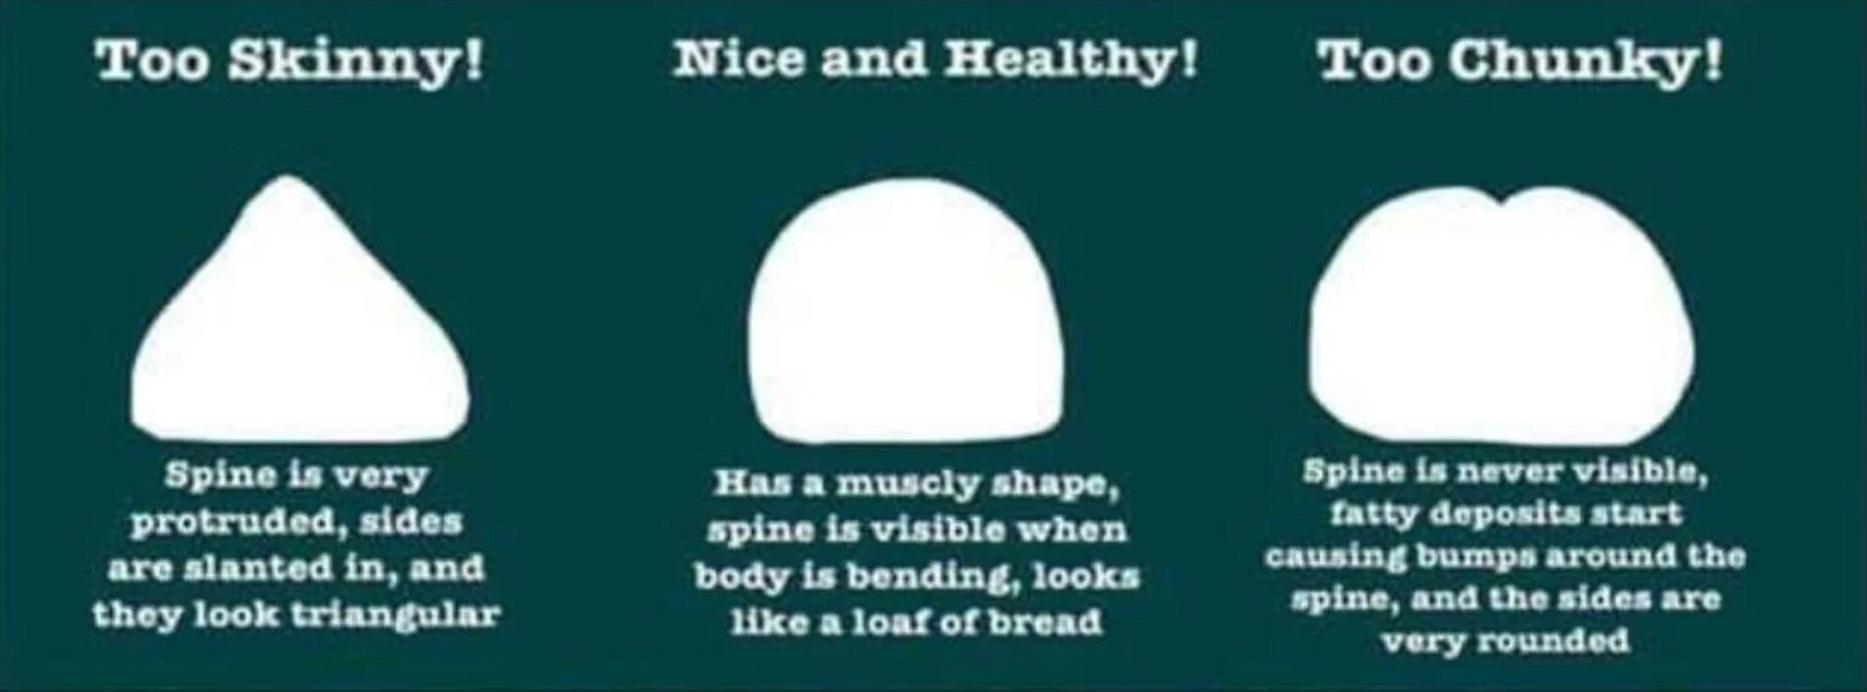 Too Skinny!
Spine is very
protruded, sides
are slanted in, and
they look triangular
Nice and Healthy!
Has a muscly shape,
spine is visible when
body is bending, looks
like a loaf of bread
Too Chunky!
Spine is never visible,
fatty deposits start
causing bumps around the
spine, and the sides are
very rounded